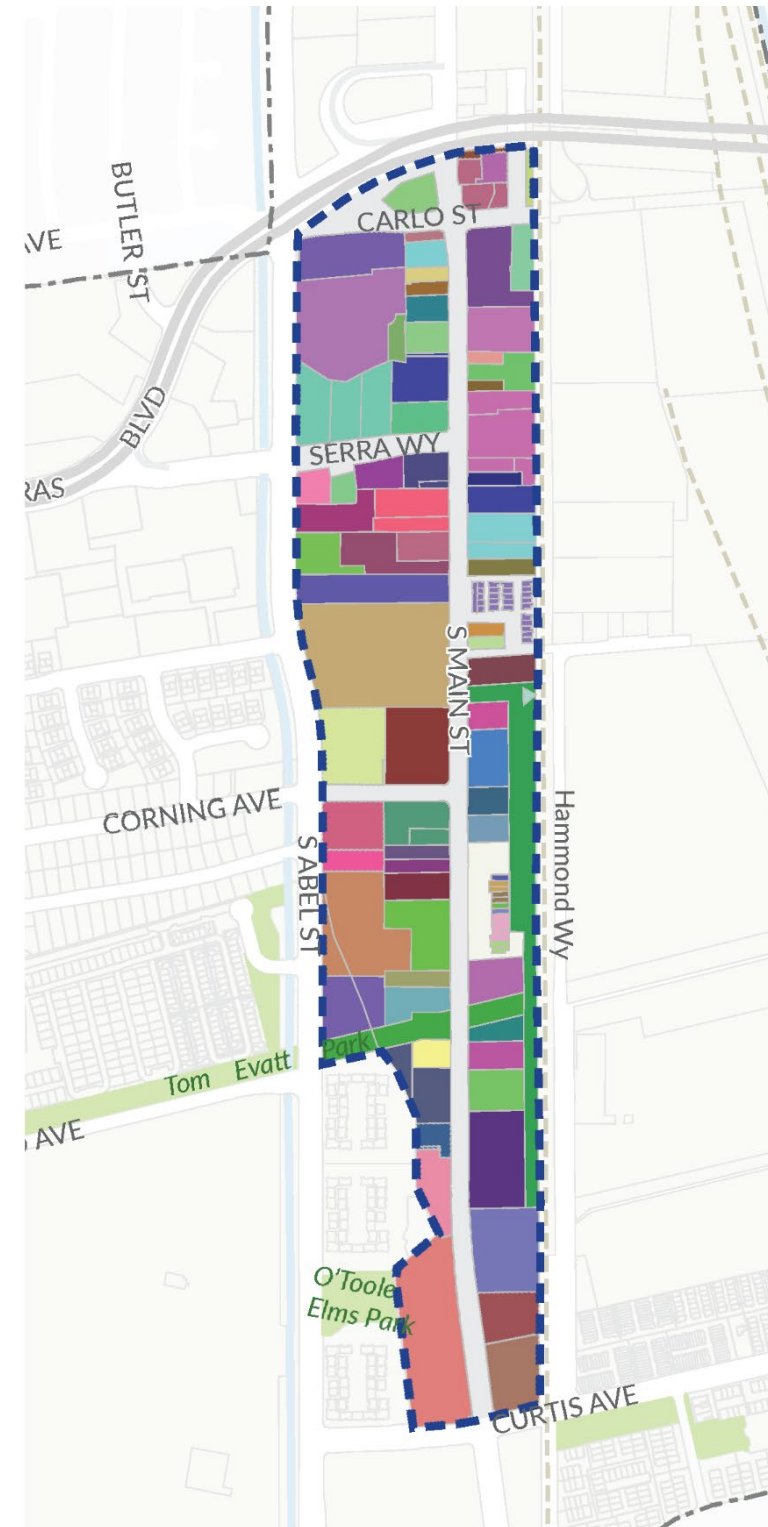 BUTLER ST
AVE
CARLO ST
BLVD
SERRA WY
RAS
S MAIN ST
CORNING AVE
Hammond Wy
S ABEL ST
Park
Tom Evatt
AVE
O'Toole
Elms Park
CURTIS AVE